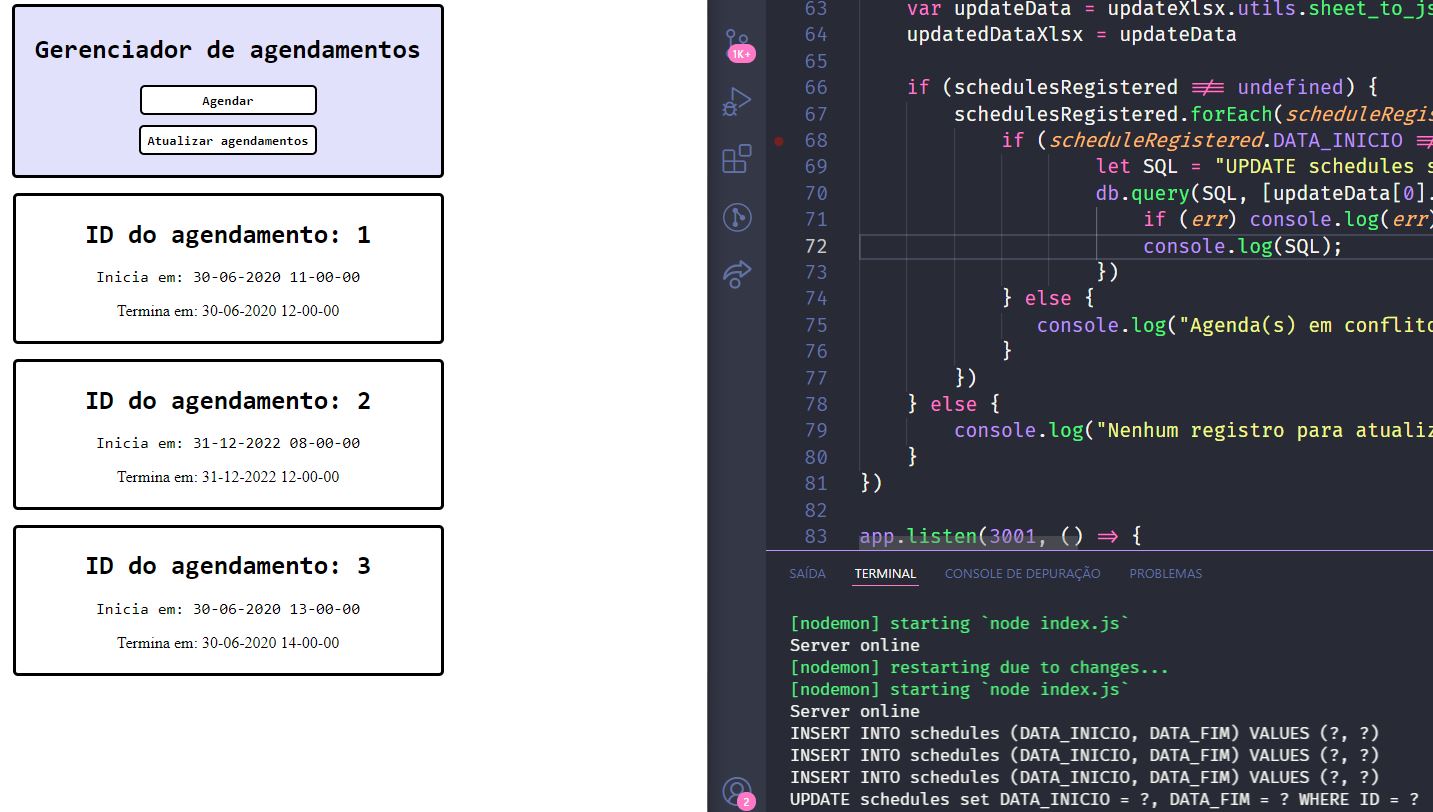 Gerenciador de agendamentos
Agendar
Atualizar agendamentos
ID do agendamento: 1
Inicia em: 30-06-2020 11-00-00
Termina em: 30-06-2020 12-00-00
ID do agendamento: 2
Inicia em: 31-12-2022 08-00-00
Termina em: 31-12-2022 12-00-00
ID do agendamento: 3
Inicia em: 30-06-2020 13-00-00
Termina em: 30-06-2020 14-00-00
1K+
2
63 var updateData = updateXlsx.utils.sheet_to_js
64 updatedDataXlsx = updateData
65
66 if (schedulesRegistered !== undefined) {
67 schedulesRegistered.forEach(scheduleRegis
68 if (scheduleRegistered.DATA_INICIO !=
69 let SQL = "UPDATE schedules s
70 db.query(SQL, [updateData[0].
71 if (err) console.log(err)
72 console.log(SQL);
73 })
74 } else {
75 console.log("Agenda(s) em conflito
76 }
77 })
78 } else {
79 console.log("Nenhum registro para atualiz
80 }
81 })
82
83 app.listen(3001, () => {
SAÍDA TERMINAL CONSOLE DE DEPURAÇÃO PROBLEMAS
[nodemon] starting `node index.js`
Server online
[nodemon] restarting due to changes...
[nodemon] starting `node index.js`
Server online
INSERT INTO schedules (DATA_INICIO, DATA_FIM) VALUES (?, ?)
INSERT INTO schedules (DATA_INICIO, DATA_FIM) VALUES (?, ?)
INSERT INTO schedules (DATA_INICIO, DATA_FIM) VALUES (?, ?)
UPDATE schedules set DATA_INICIO = ?, DATA_FIM = ? WHERE ID = ?